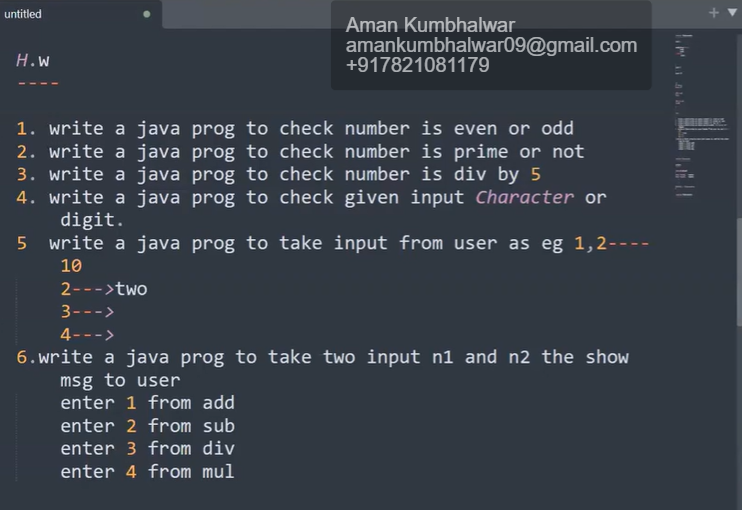 untitled
Aman Kumbhalwar
amankumbhalwar09@gmail.com
+917821081179
H.w
----
1. write a java prog to check number is even or odd
2. write a java prog to check number is prime or not
3. write a java prog to check number is div by 5
4. write a java prog to check given input Character or
digit.
5 write a java prog to take input from user as eg 1,2----
10
2--->two
3--->
4--->
6.write a java prog to take two input n1 and n2 the show
msg to user
enter 1 from add
enter 2 from sub
enter 3 from div
enter 4 from mul